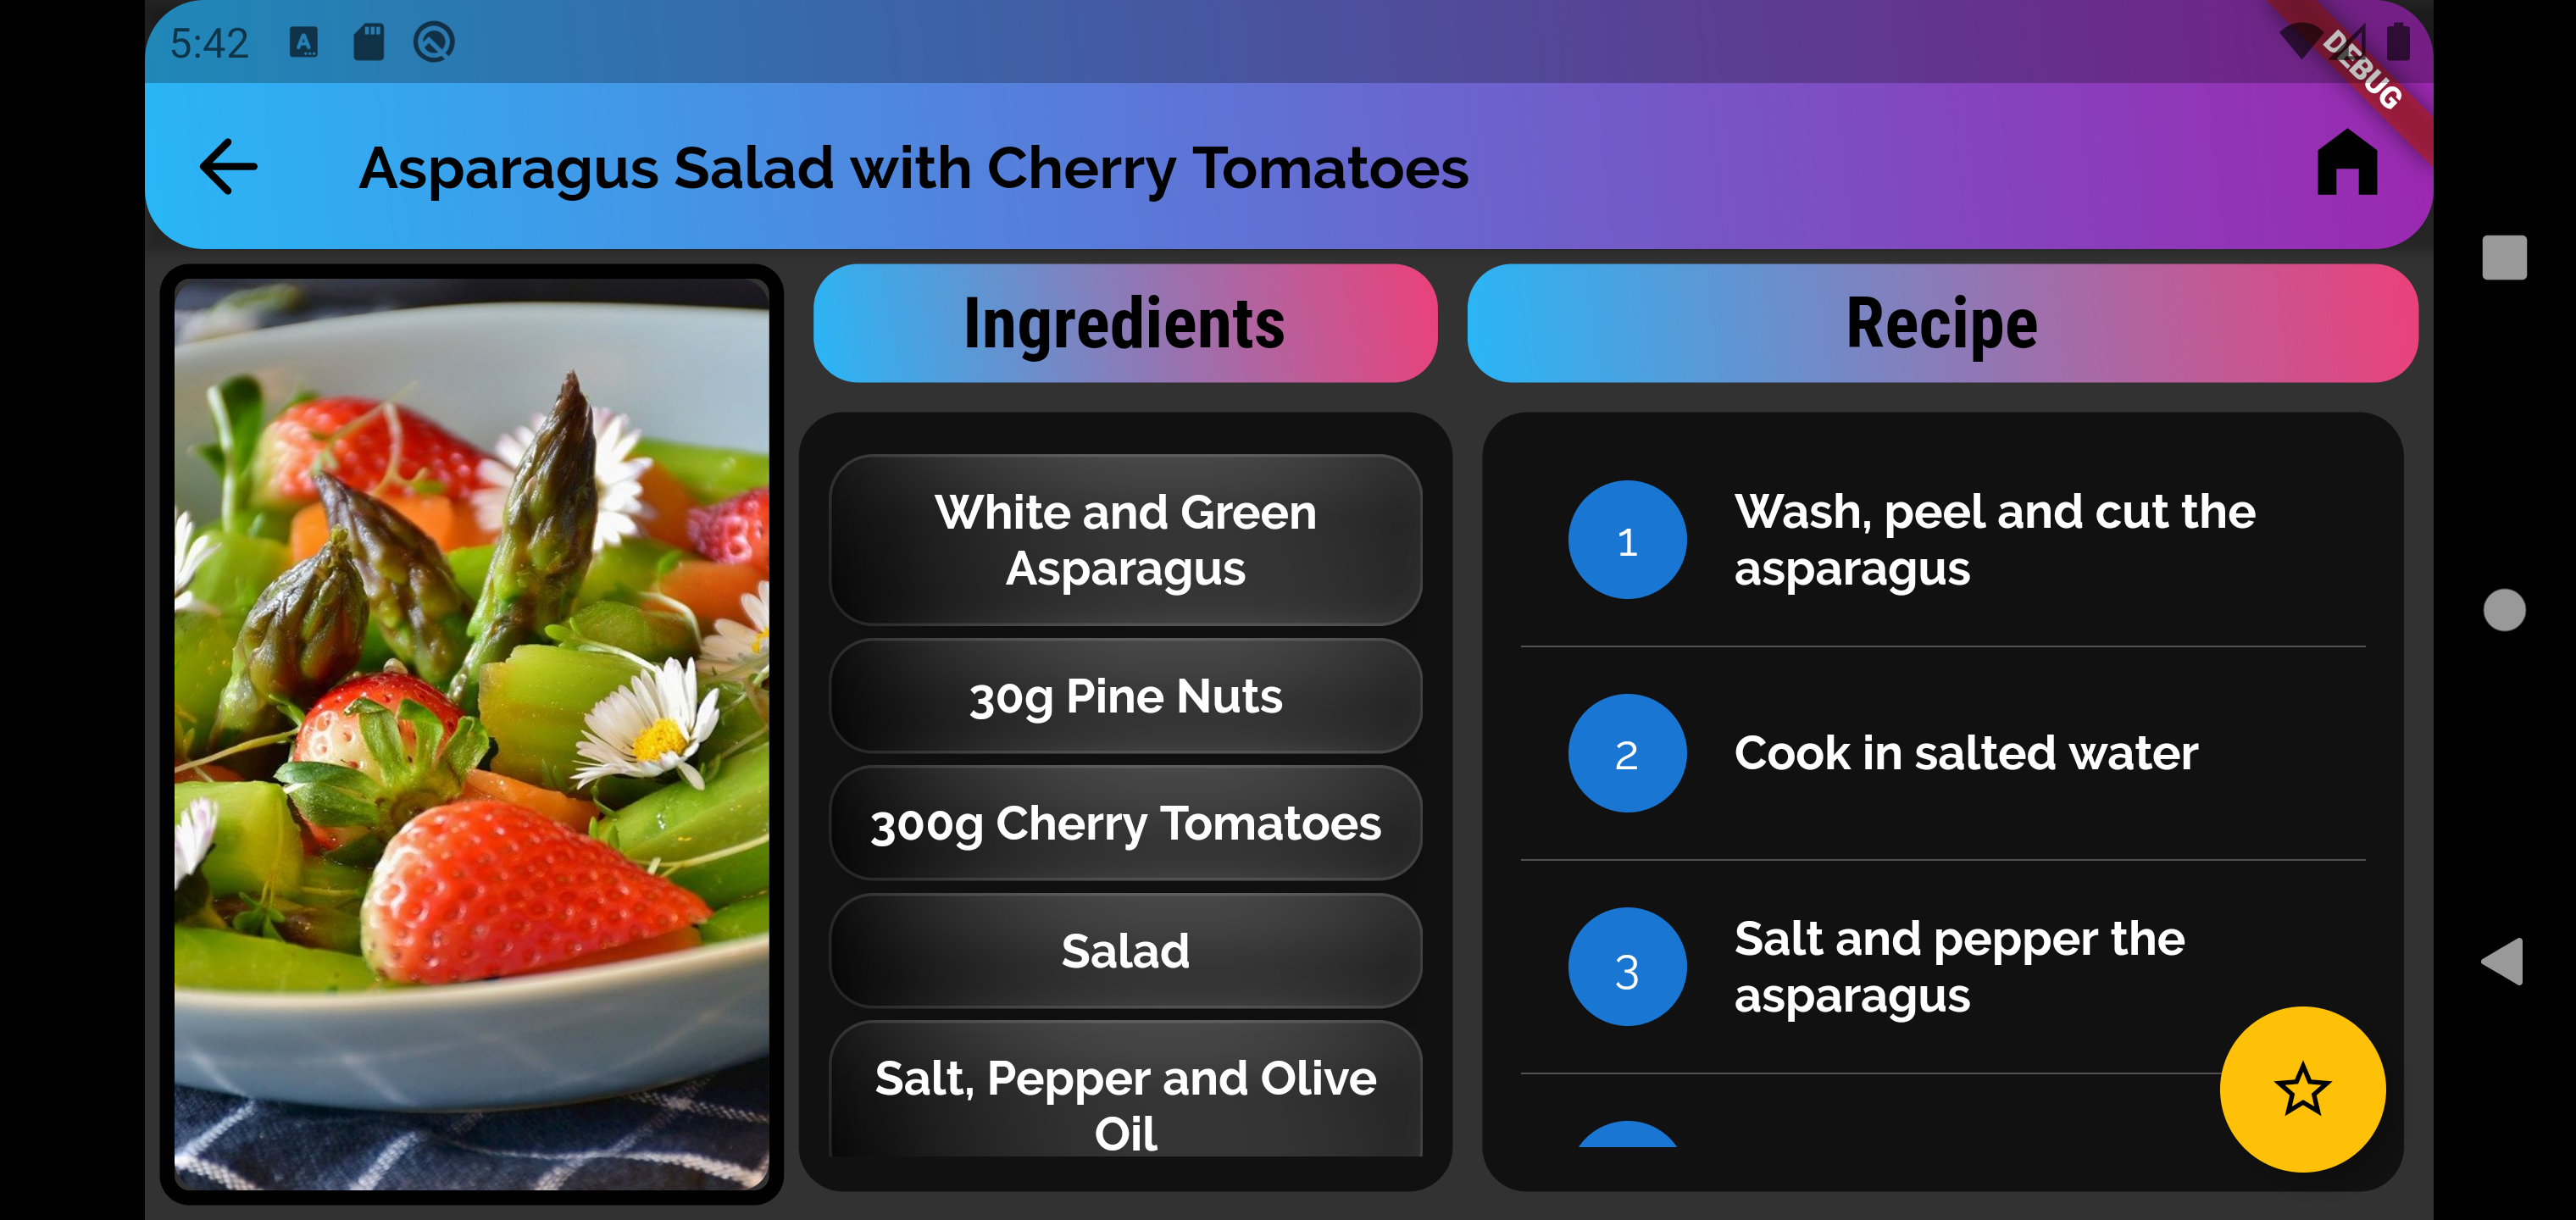 5:42
DEBUG
Asparagus Salad with Cherry Tomatoes
Ingredients
White and Green
Asparagus
30g Pine Nuts
300g Cherry Tomatoes
Salad
Salt, Pepper and Olive
Oil
Recipe
1
Wash, peel and cut the
asparagus
2
Cook in salted water
3
Salt and pepper the
asparagus